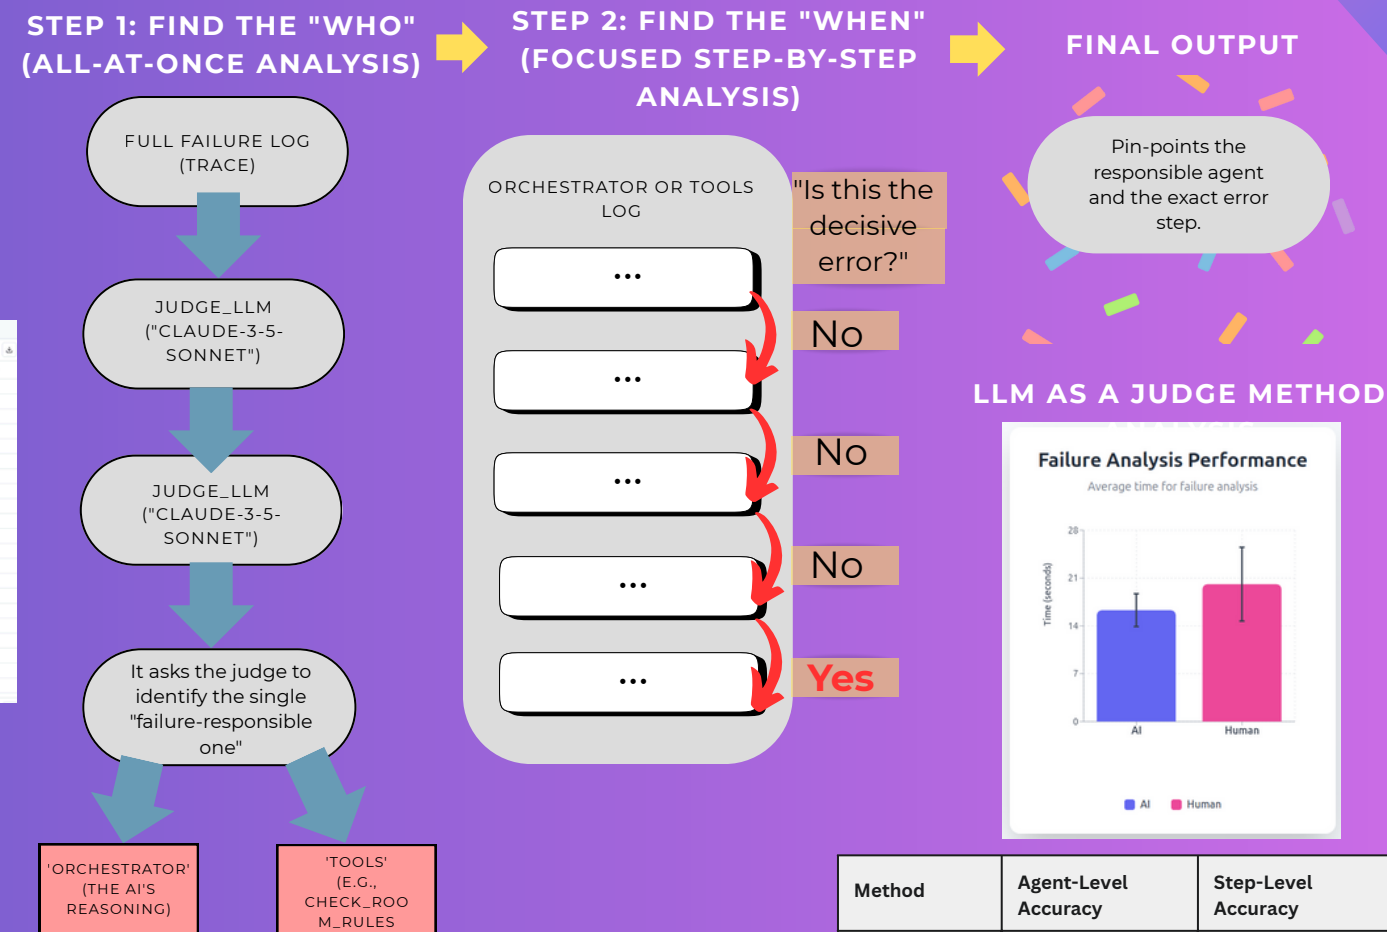 STEP 1: FIND THE "WHO"
(ALL-AT-ONCE ANALYSIS)
FULL FAILURE LOG
(TRACE)
JUDGE_LLM
("CLAUDE-3-5-
SONNET")
JUDGE_LLM
("CLAUDE-3-5-
SONNET")
It asks the judge to
identify the single
"failure-responsible
one"
'ORCHESTRATOR'
(THE AI'S
REASONING)
'TOOLS'
(E.G.,
CHECK_ROO
M_RULES
STEP 2: FIND THE "WHEN"
(FOCUSED STEP-BY-STEP
ANALYSIS)
ORCHESTRATOR OR TOOLS
LOG
...
...
...
...
...
"Is this the
decisive
error?"
No
No
No
Yes
FINAL OUTPUT
Pin-points the
responsible agent
and the exact error
step.
LLM AS A JUDGE METHOD
Failure Analysis Performance
Average time for failure analysis
Time (seconds)
28
21
14
7
0
AI
Human
AI
Human
Method
Agent-Level
Accuracy
Step-Level
Accuracy